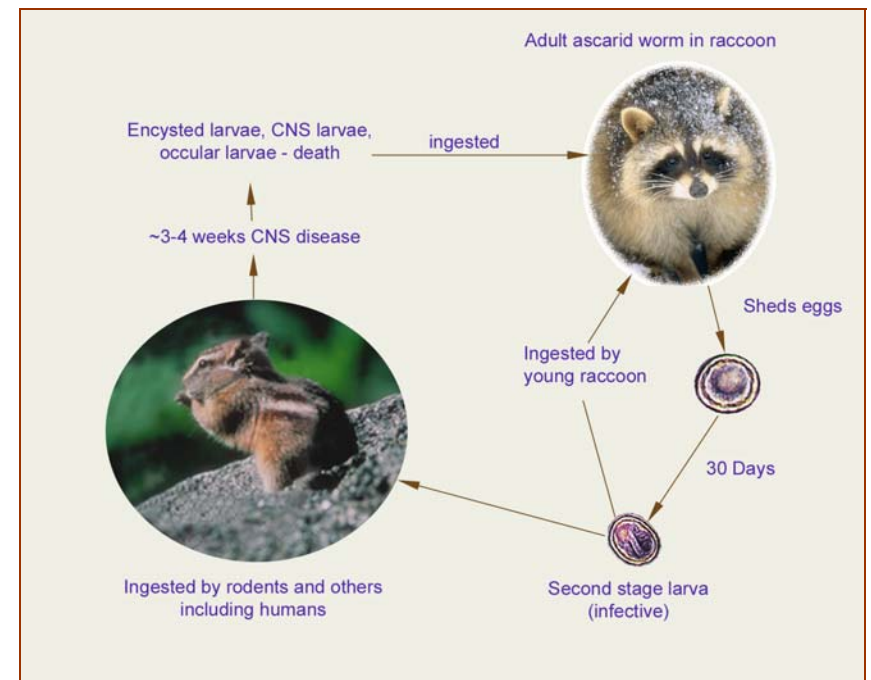 Adult ascarid worm in raccoon
Encysted larvae, CNS larvae,
occular larvae - death
ingested
~3-4 weeks CNS disease
Sheds eggs
Ingested by
young raccoon
30 Days
Ingested by rodents and others
including humans
Second stage larva
(infective)